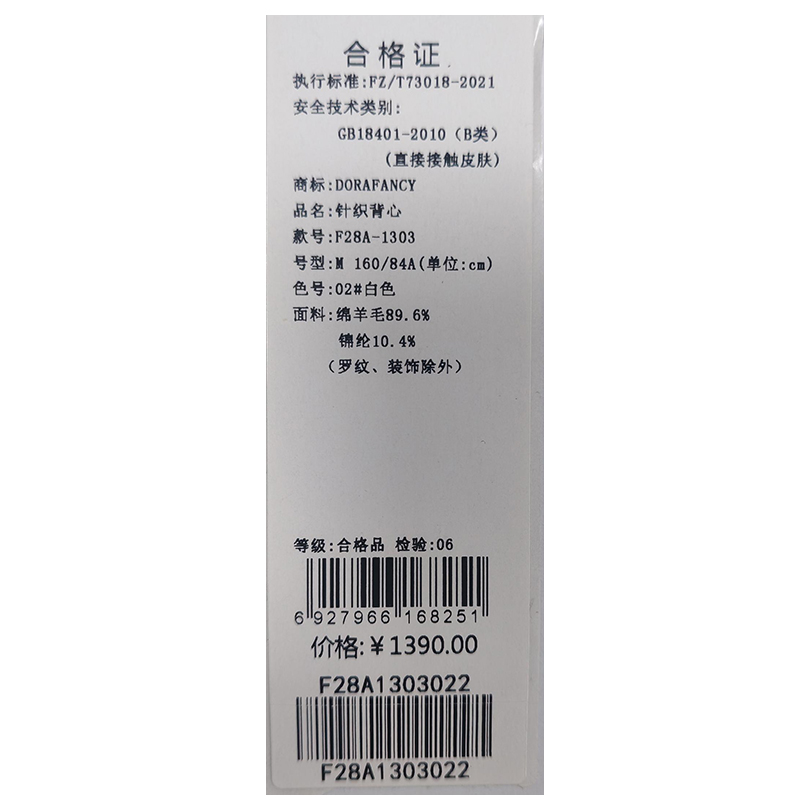 合格证
执行标准:FZ/T73018-2021
安全技术类别:
GB18401-2010（B类）
(直接接触皮肤)
商标:DORAFANCY
品名:针织背心
款号:F28A-1303
号型:M 160/84A(单位:cm)
色号:02#白色
面料:绵羊毛89.6%
锦纶10.4%
（罗纹、装饰除外）
等级:合格品 检验:06
6 927966 168251
价格:￥1390.00
F28A1303022
F28A1303022